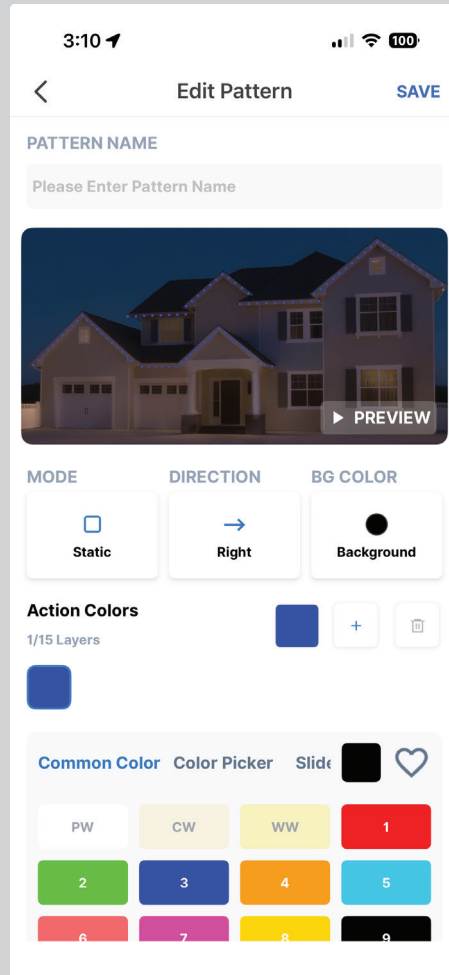 3:10
100
Edit Pattern
SAVE
PATTERN NAME
Please Enter Pattern Name
PREVIEW
MODE
DIRECTION
BG COLOR
Static
Right
Background
Action Colors
1/15 Layers
+
Common Color
Color Picker
Slide
PW
CW
WW
1
2
3
4
5
6
7
8
9